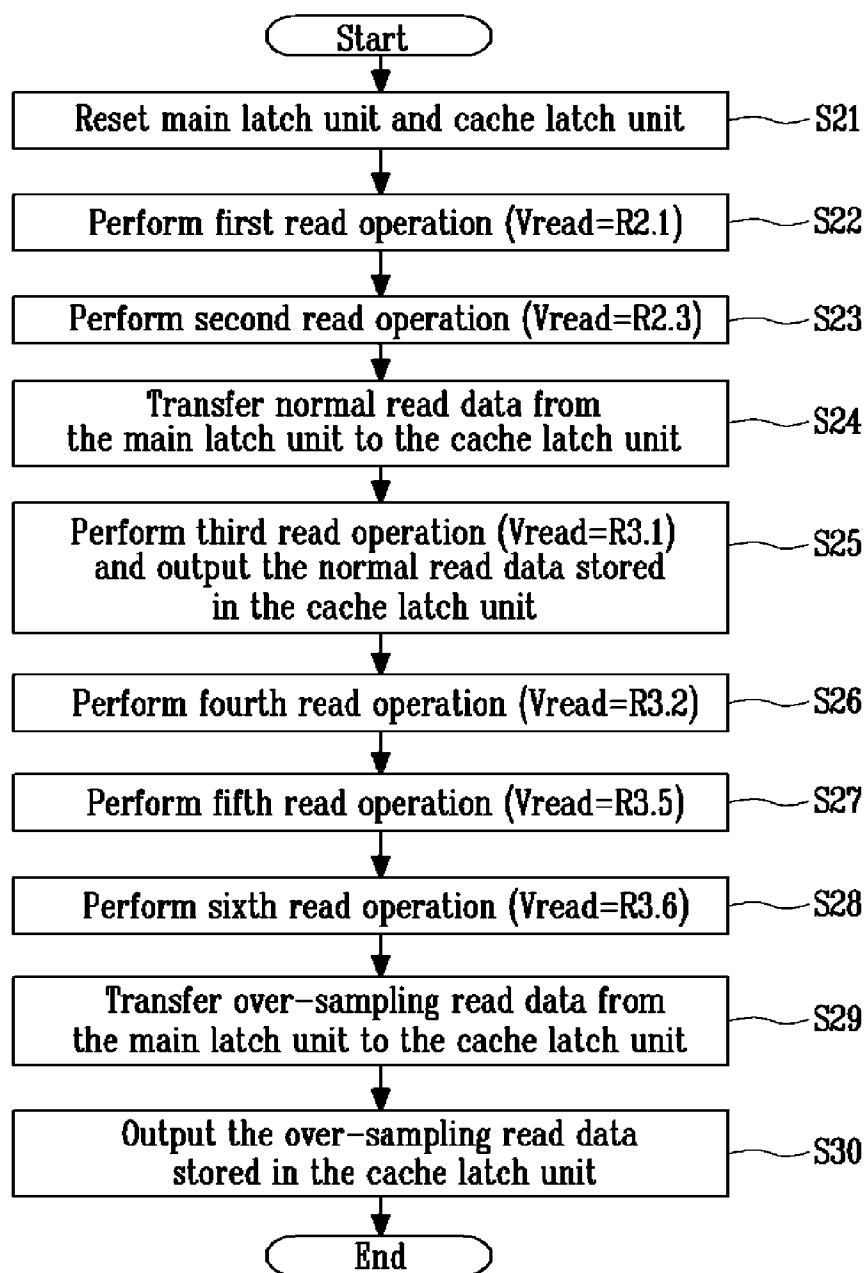 Start
Reset main latch unit and cache latch unit
S21
Perform first read operation (Vread=R2.1)
S22
Perform second read operation (Vread=R2.3)
S23
Transfer normal read data from
the main latch unit to the cache latch unit
S24
Perform third read operation (Vread=R3.1)
and output the normal read data stored
in the cache latch unit
S25
Perform fourth read operation (Vread=R3.2)
S26
Perform fifth read operation (Vread=R3.5)
S27
Perform sixth read operation (Vread=R3.6)
S28
Transfer over-sampling read data from
the main latch unit to the cache latch unit
S29
Output the over-sampling read data
stored in the cache latch unit
S30
End